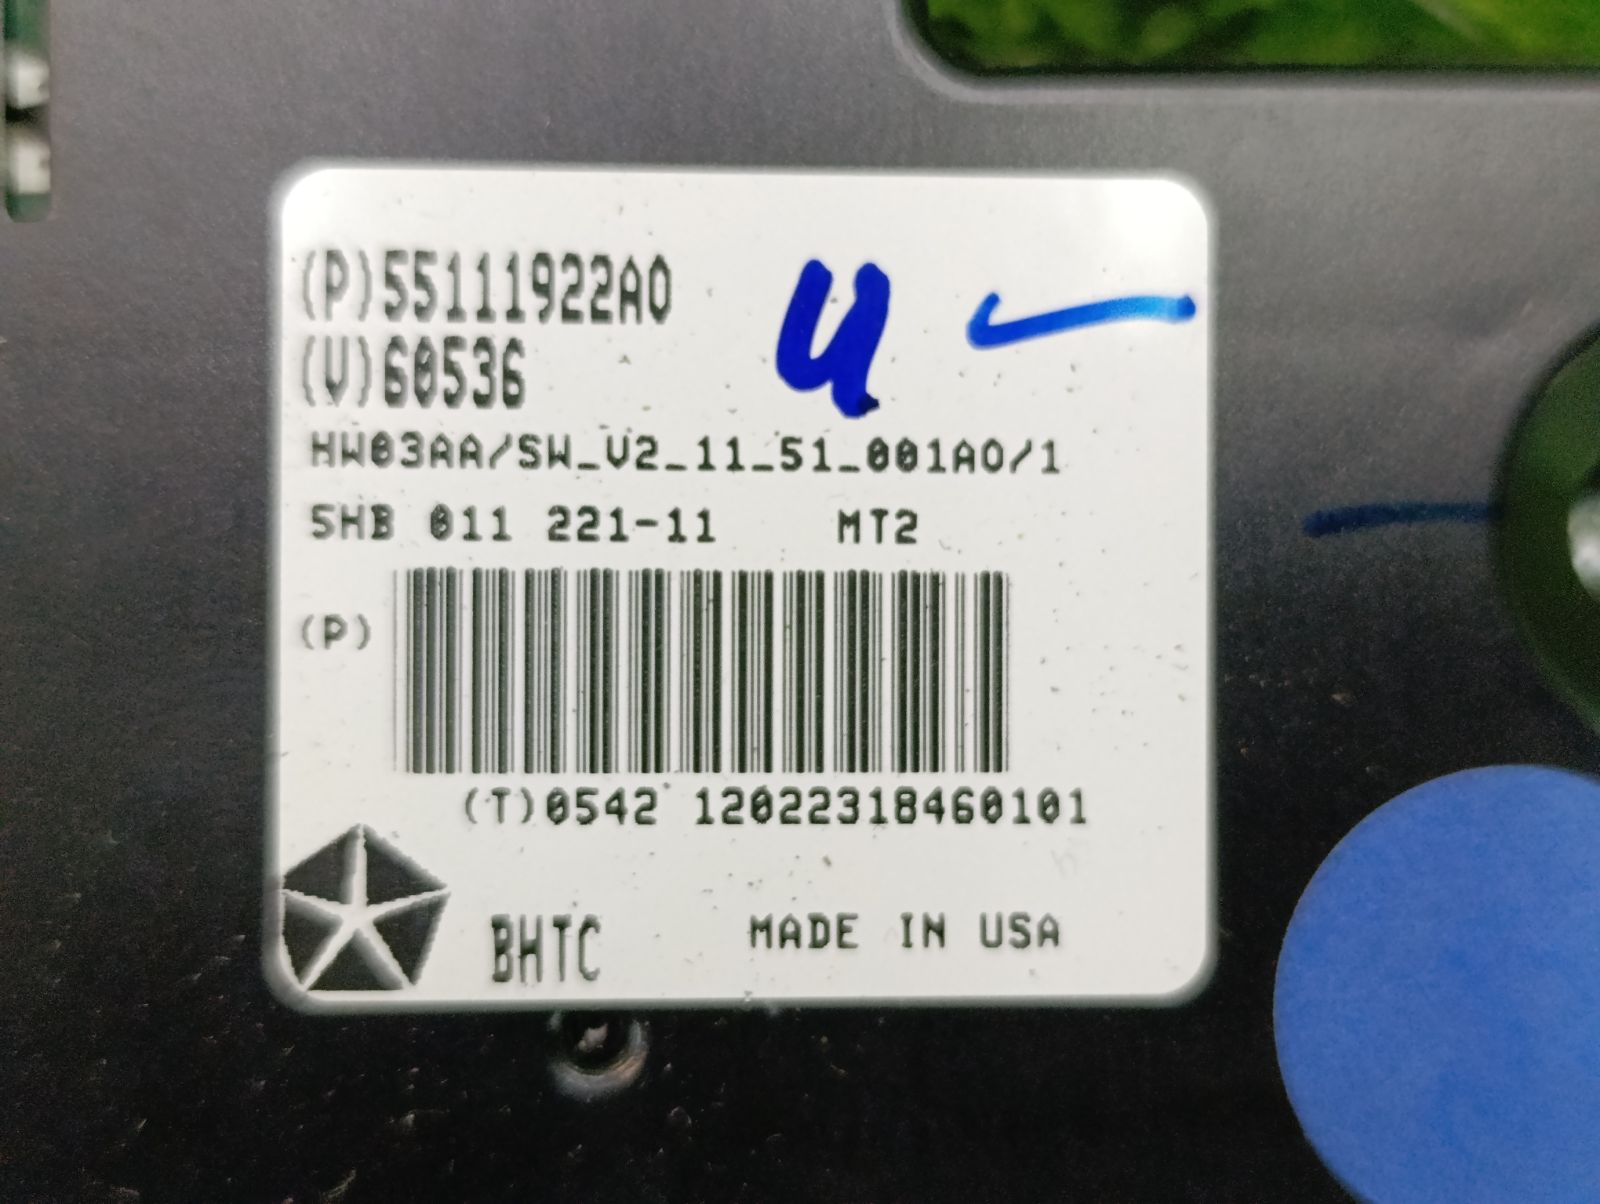 (P)55111922AO
(V)60536
HW03AA/SW_V2_11_51_001AO/1
5HB 011 221-11 MT2
(P)
(T)0542 12022318460101
BHTC MADE IN USA